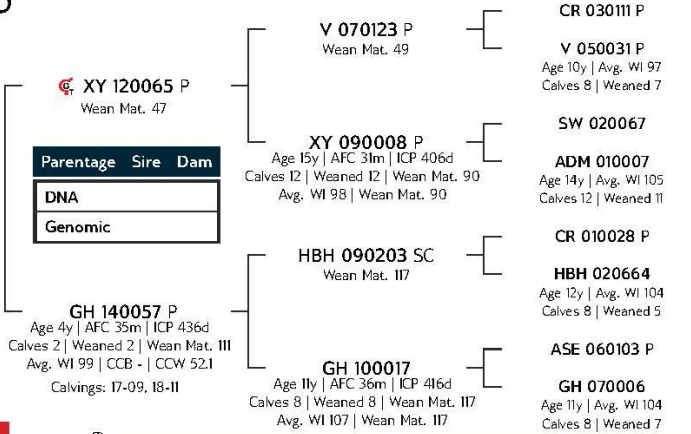 CR 030111 P
V 070123 P
Wean Mat. 49
V 050031 P
Age 10y | Avg. WI 97
Calves 8 | Weaned 7
XY 120065 P
Wean Mat. 47
SW 020067
XY 090008 P
Age 15y | AFC 31m | ICP 406d
Calves 12 | Weaned 12 | Wean Mat. 90
Avg. WI 98 | Wean Mat. 90
ADM 010007
Age 14y | Avg. WI 105
Calves 12 | Weaned 11
Parentage Sire Dam
DNA
Genomic
CR 010028 P
HBH 090203 SC
Wean Mat. 117
HBH 020664
Age 12y | Avg. WI 104
Calves 8 | Weaned 5
GH 140057 P
Age 4y | AFC 35m | ICP 436d
Calves 2 | Weaned 2 | Wean Mat. 111
Avg. WI 99 | CCB - | CCW 52.1
Calvings: 17-09, 18-11
ASE 060103 P
GH 100017
Age 11y | AFC 36m | ICP 416d
Calves 8 | Weaned 8 | Wean Mat. 117
Avg. WI 107 | Wean Mat. 117
GH 070006
Age 11y | Avg. WI 104
Calves 8 | Weaned 7